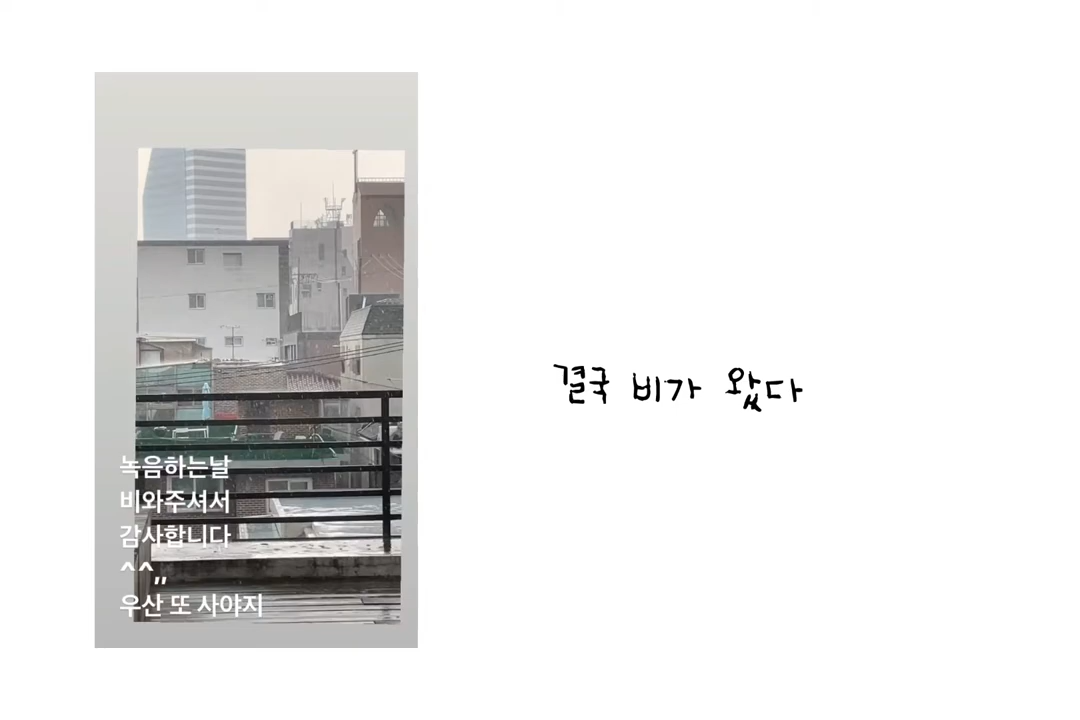 녹음하는날
비와주셔서
감사합니다
^^,,
우산 또 사야지
결국 비가 왔다